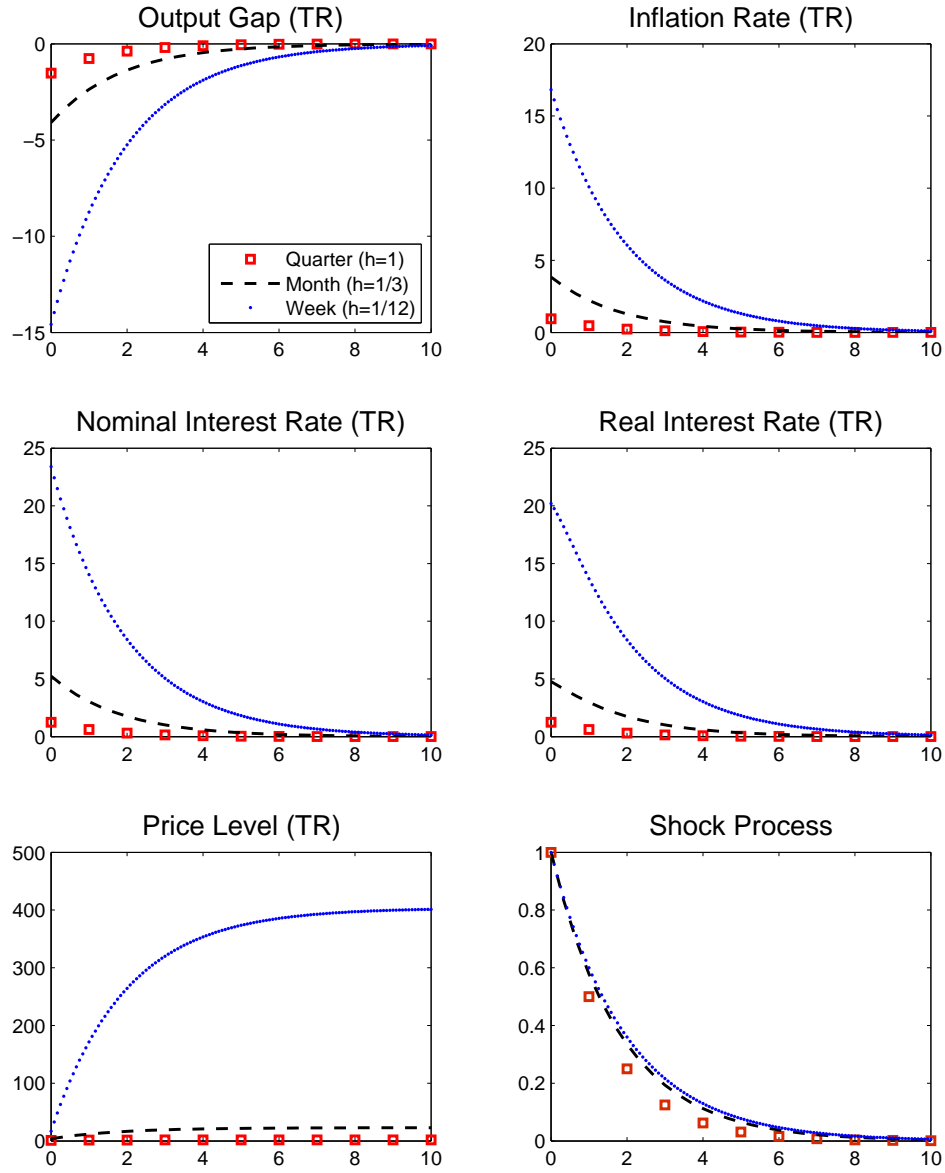 Output Gap (TR)
0
−5
−10
−15
0 2 4 6 8 10
Quarter (h=1)
Month (h=1/3)
Week (h=1/12)
Inflation Rate (TR)
20
15
10
5
0
0 2 4 6 8 10
Nominal Interest Rate (TR)
25
20
15
10
5
0
0 2 4 6 8 10
Real Interest Rate (TR)
25
20
15
10
5
0
0 2 4 6 8 10
Price Level (TR)
500
400
300
200
100
0
0 2 4 6 8 10
Shock Process
1
0.8
0.6
0.4
0.2
0
0 2 4 6 8 10